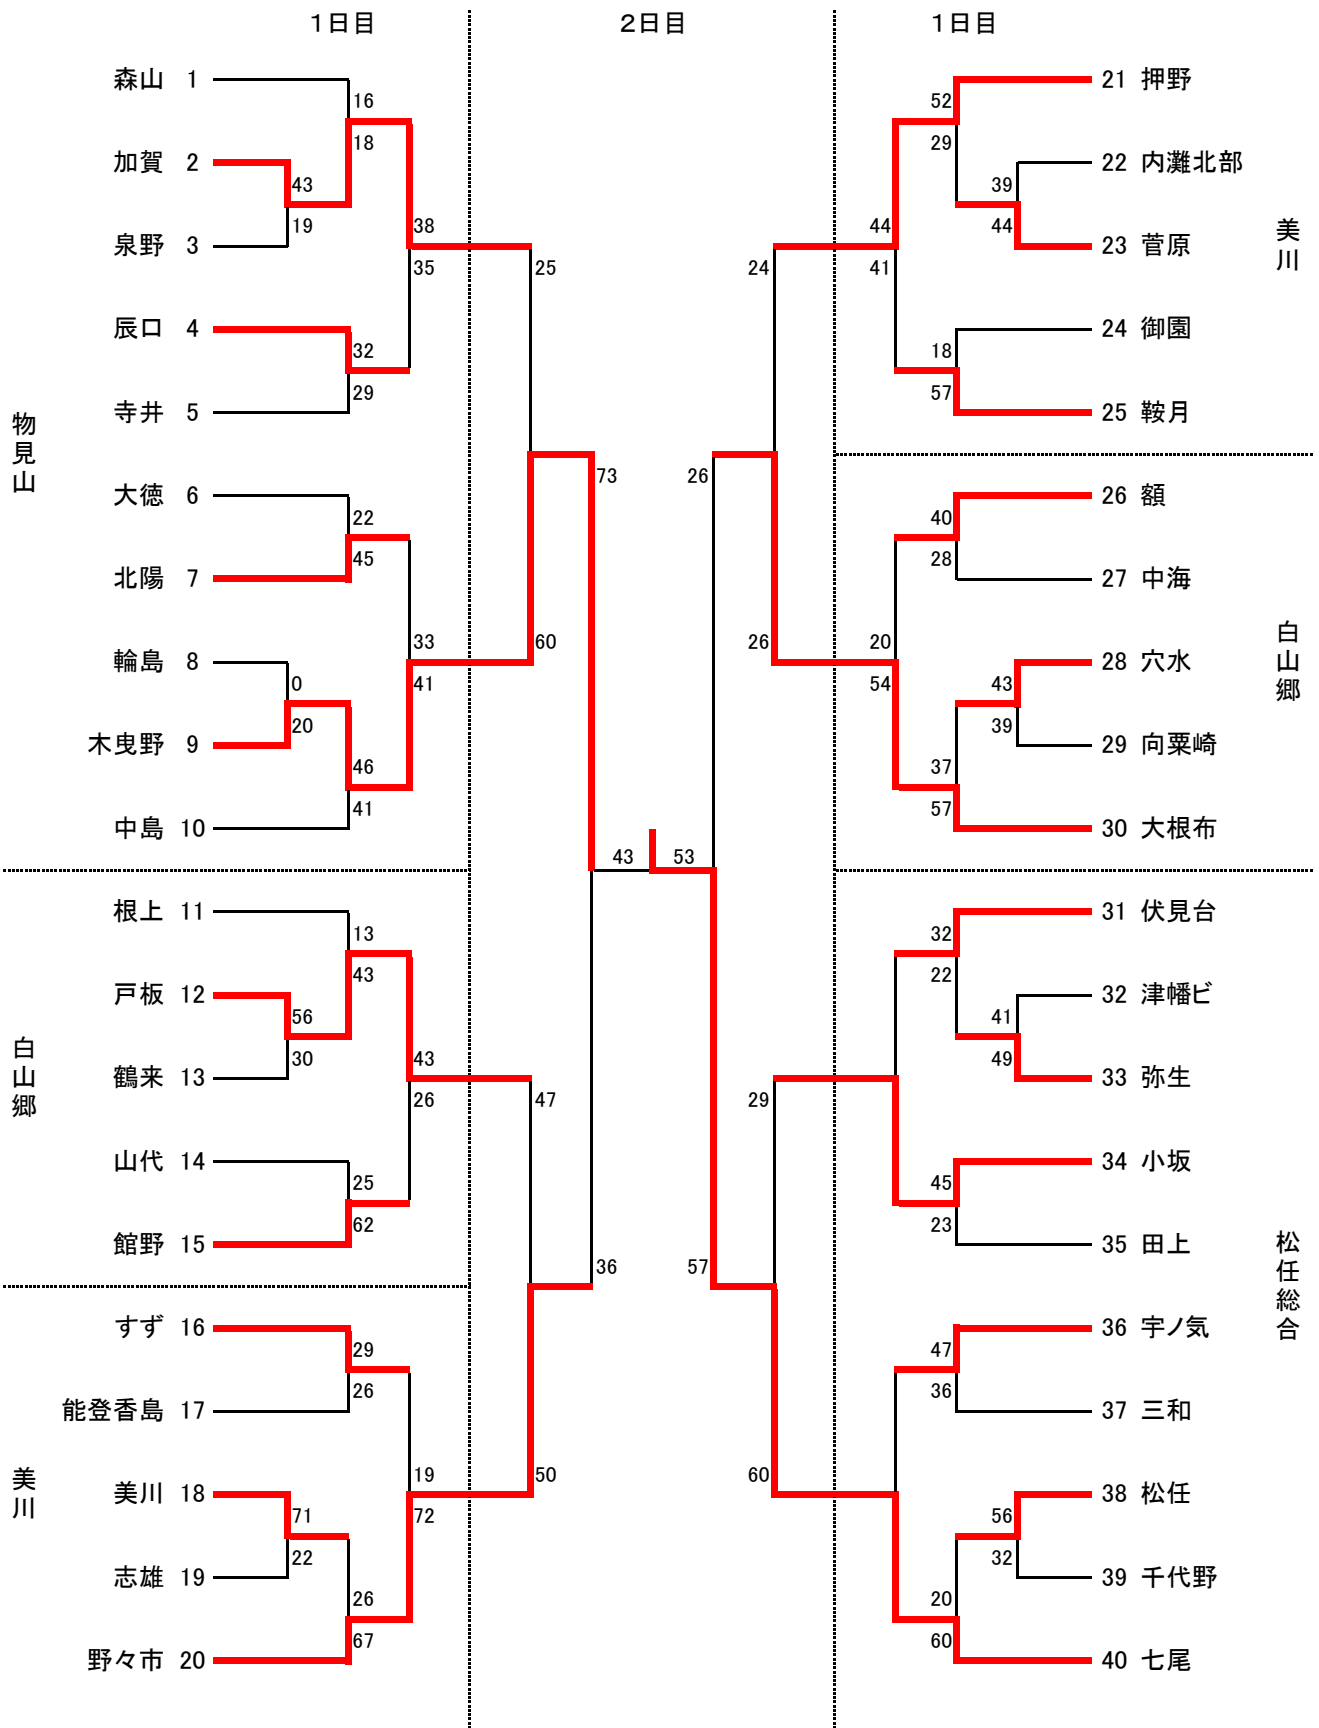 1日目
2日目
1日目
森山 1
16
18
加賀 2
43
19
泉野 3
38
35
辰口 4
32
29
寺井 5
物見山
25
大徳 6
22
45
北陽 7
73
輪島 8
0
20
33
41
60
木曳野 9
46
41
中島 10
43
根上 11
13
43
戸板 12
56
30
鶴来 13
43
26
47
白山郷
山代 14
25
62
館野 15
36
すず 16
29
26
能登香島 17
美川
美川 18
71
22
19
72
50
志雄 19
26
67
野々市 20
21 押野
52
29
22 内灘北部
39
44
23 菅原
美川
44
41
24
24 御園
18
57
25 鞍月
26
26 額
40
28
27 中海
白山郷
28 穴水
43
39
20
54
26
29 向粟崎
37
57
30 大根布
53
31 伏見台
32
22
32 津幡ビ
41
49
33 弥生
29
34 小坂
45
23
35 田上
松任総合
57
36 宇ノ気
47
36
37 三和
60
38 松任
56
32
39 千代野
20
60
40 七尾